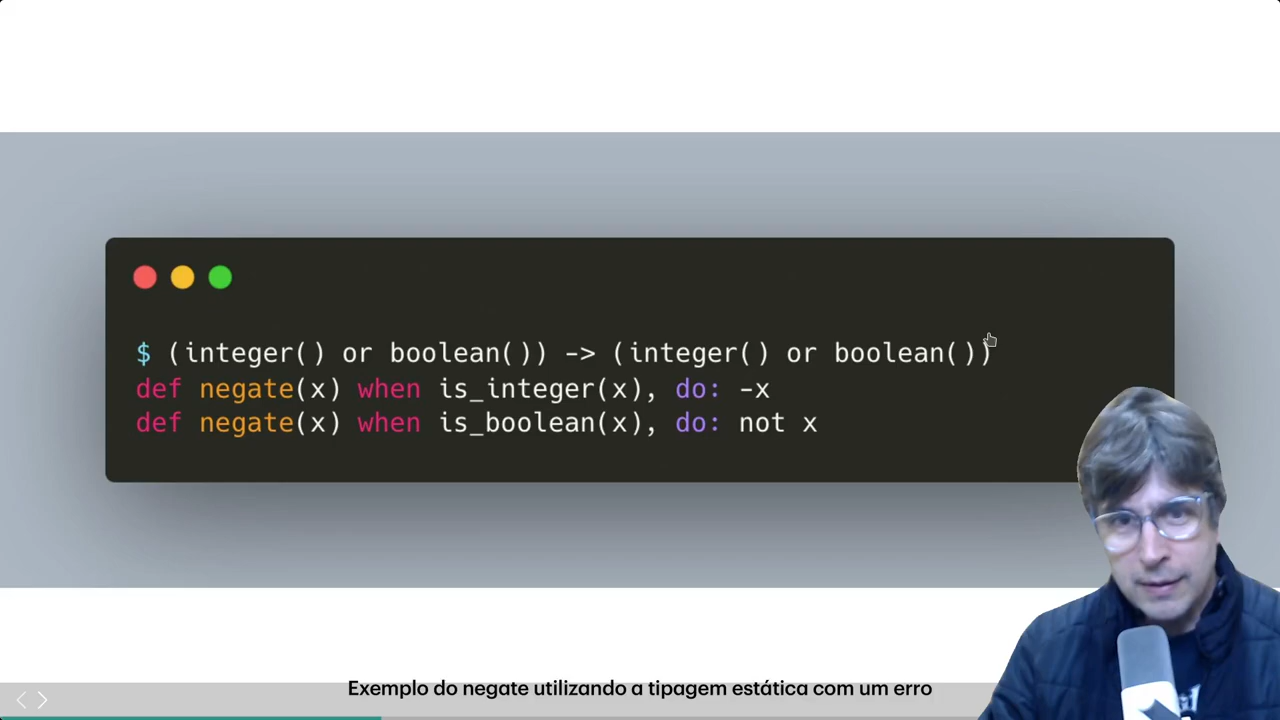 $ (integer() or boolean()) -> (integer() or boolean())
def negate(x) when is_integer(x), do: -x
def negate(x) when is_boolean(x), do: not x
Exemplo do negate utilizando a tipagem estática com um erro